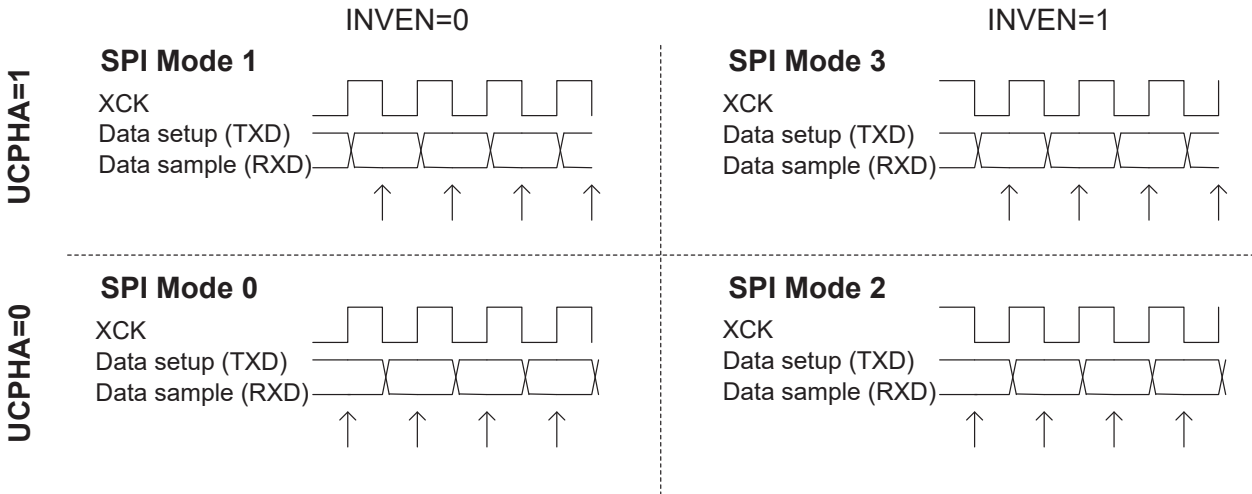 INVEN=0
INVEN=1
UCPHA=1
SPI Mode 1
XCK
Data setup (TXD)
Data sample (RXD)
SPI Mode 3
XCK
Data setup (TXD)
Data sample (RXD)
UCPHA=0
SPI Mode 0
XCK
Data setup (TXD)
Data sample (RXD)
SPI Mode 2
XCK
Data setup (TXD)
Data sample (RXD)